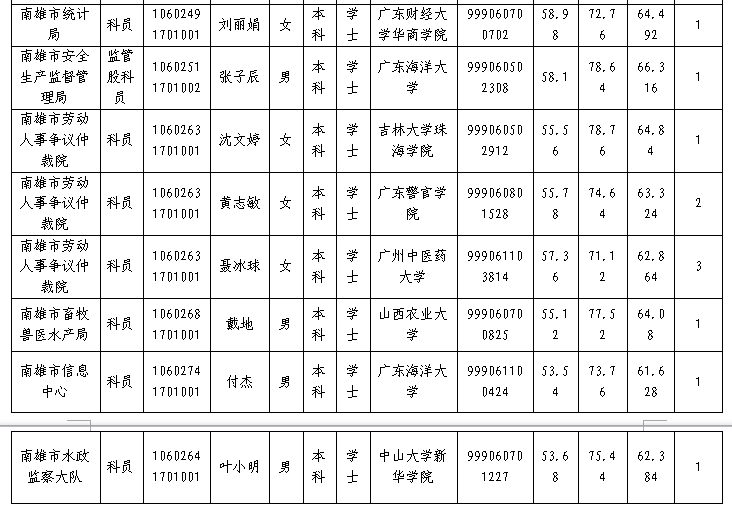 南雄市统计局 科员 10602491701001 刘丽娟 女 本科 学士 广东财经大学华商学院 999060700702 58.98 72.76 64.492 1
南雄市安全生产监督管理局 监管股科员 10602511701002 张子辰 男 本科 学士 广东海洋大学 999060502308 58.1 78.64 66.316 1
南雄市劳动人事争议仲裁院 科员 10602631701001 沈文婷 女 本科 学士 吉林大学珠海学院 999060502912 55.56 78.76 64.84 1
南雄市劳动人事争议仲裁院 科员 10602631701001 黄志敏 女 本科 学士 广东警官学院 999060801528 55.78 74.64 63.324 2
南雄市劳动人事争议仲裁院 科员 10602631701001 聂冰球 女 本科 学士 广州中医药大学 999061103814 57.36 71.12 62.864 3
南雄市畜牧兽医水产局 科员 10602681701001 戴地 男 本科 学士 山西农业大学 999060700825 55.12 77.52 64.08 1
南雄市信息中心 科员 10602741701001 付杰 男 本科 学士 广东海洋大学 999061100424 53.54 73.76 61.628 1
南雄市水政监察大队 科员 10602641701001 叶小明 男 本科 学士 中山大学新华学院 999060701227 53.68 75.44 62.384 1